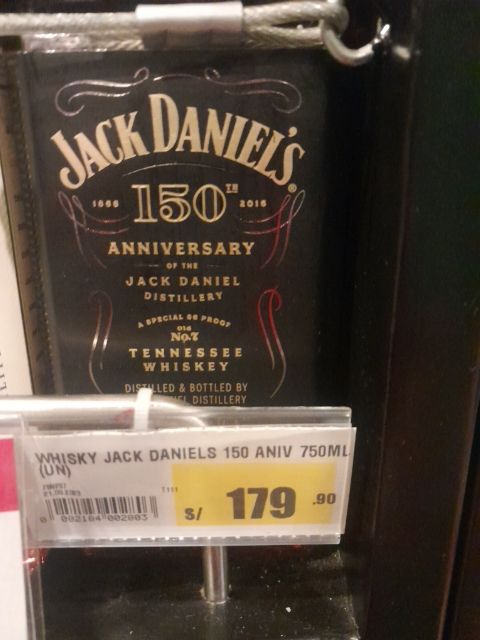 JACK DANIEL'S
1866 150TH 2016
ANNIVERSARY
OF THE
JACK DANIEL
DISTILLERY
A SPECIAL 86 PROOF
Old
No.7
TENNESSEE
WHISKEY
DISTILLED & BOTTLED BY
DISTILLERY
WHISKY JACK DANIELS 150 ANIV 750ML
(UN)
S/ 179 .90